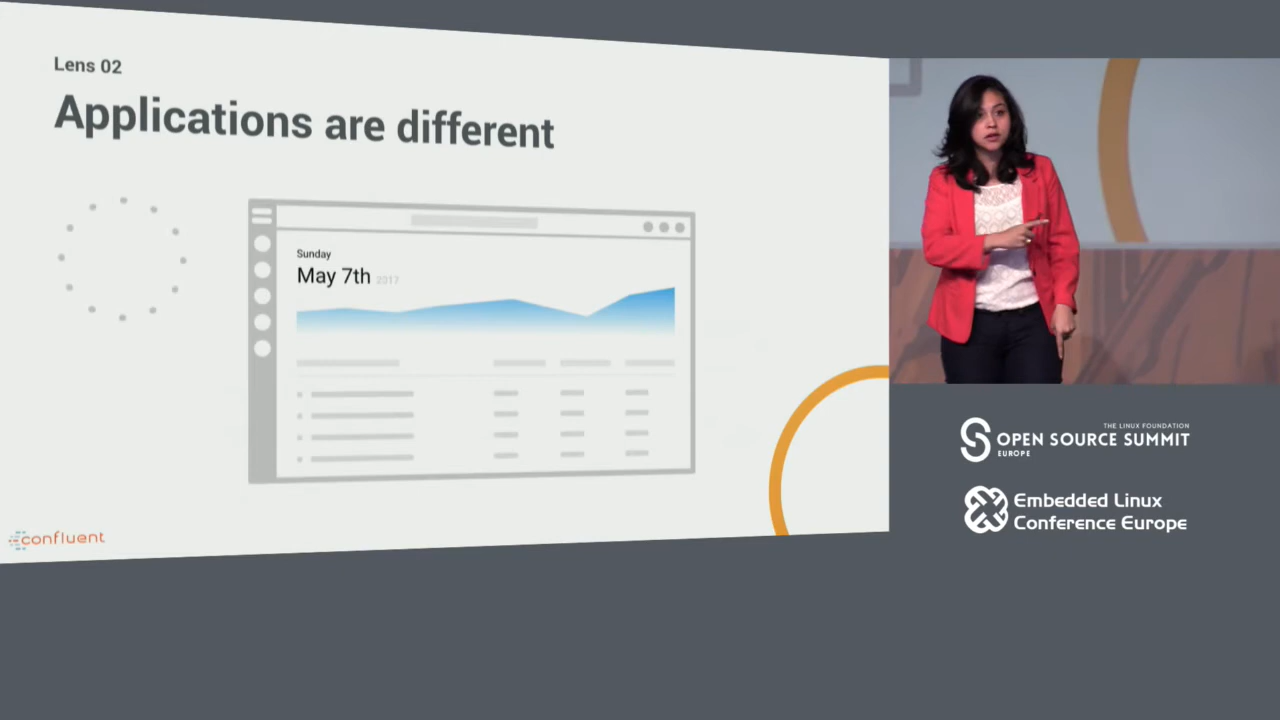 Lens 02
Applications are different
Sunday
May 7th 2017
confluent
THE LINUX FOUNDATION
OPEN SOURCE SUMMIT
EUROPE
Embedded Linux
Conference Europe